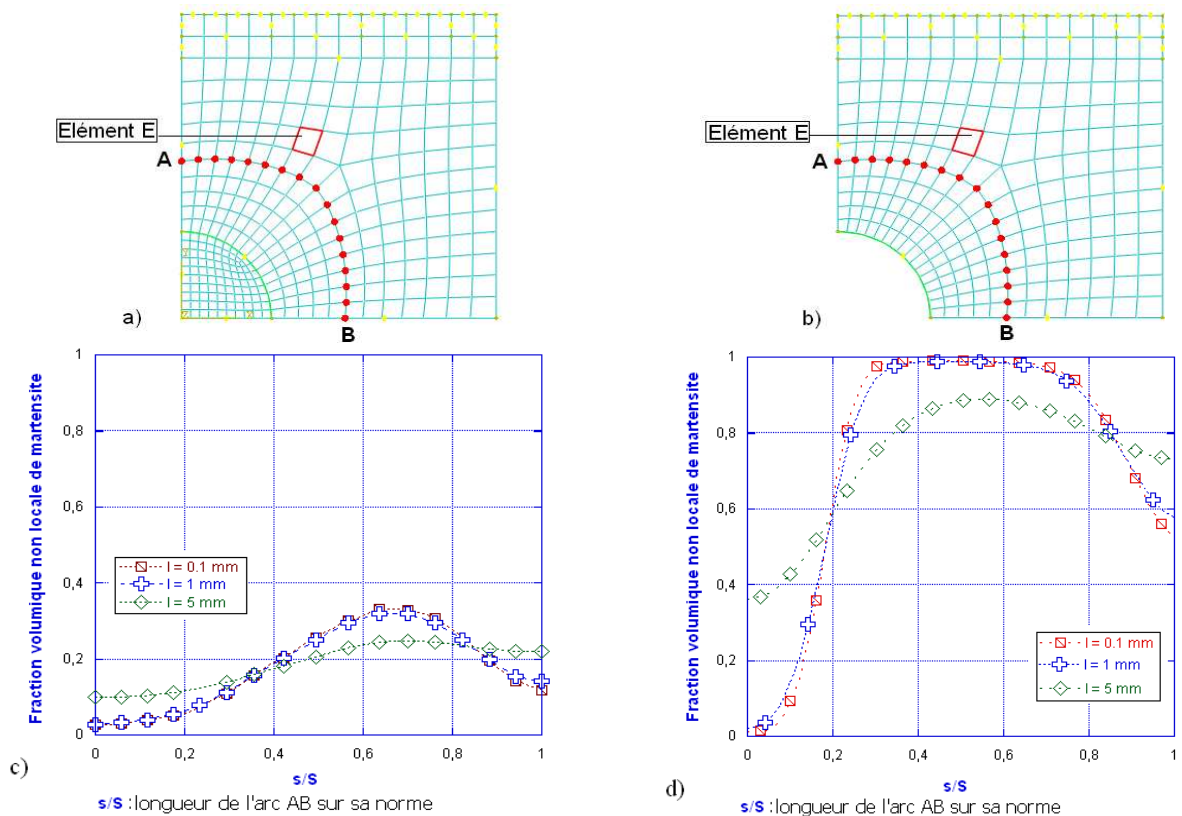 Elément E
A
a)
B
Elément E
A
b)
B
Fraction volumique non locale de martensite
1
0,8
0,6
0,4
0,2
0
l = 0.1 mm
l = 1 mm
l = 5 mm
0
0,2
0,4
0,6
0,8
1
s/S
c)
s/S :longueur de l'arc AB sur sa norme
Fraction volumique non locale de martensite
1
0,8
0,6
0,4
0,2
0
l = 0.1 mm
l = 1 mm
l = 5 mm
0
0,2
0,4
0,6
0,8
1
s/S
d)
s/S :longueur de l'arc AB sur sa norme